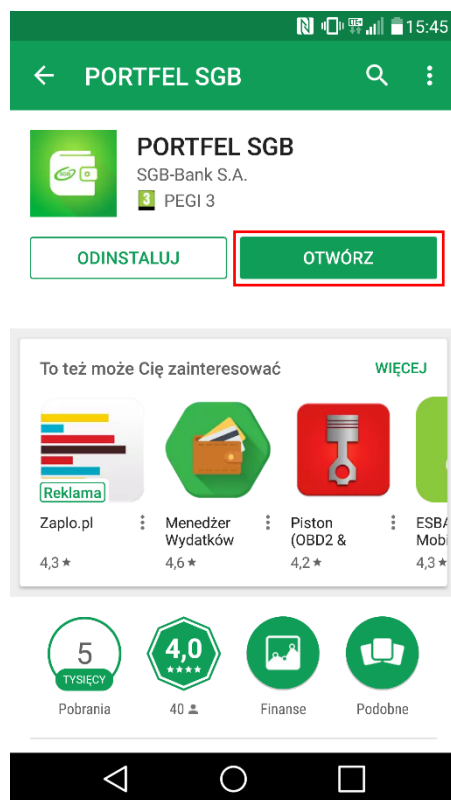 15:45
PORTFEL SGB
PORTFEL SGB
SGB-Bank S.A.
3 PEGI 3
ODINSTALUJ
OTWÓRZ
To też może Cię zainteresować
WIĘCEJ
Reklama
Zaplo.pl
4,3 ★
Menedżer
Wydatków
4,6 ★
Piston
(OBD2 &
4,2 ★
Mobi
4,3 ★
5
TYSIĘCY
Pobrania
4,0
★★★★
40
Finanse
Podobne